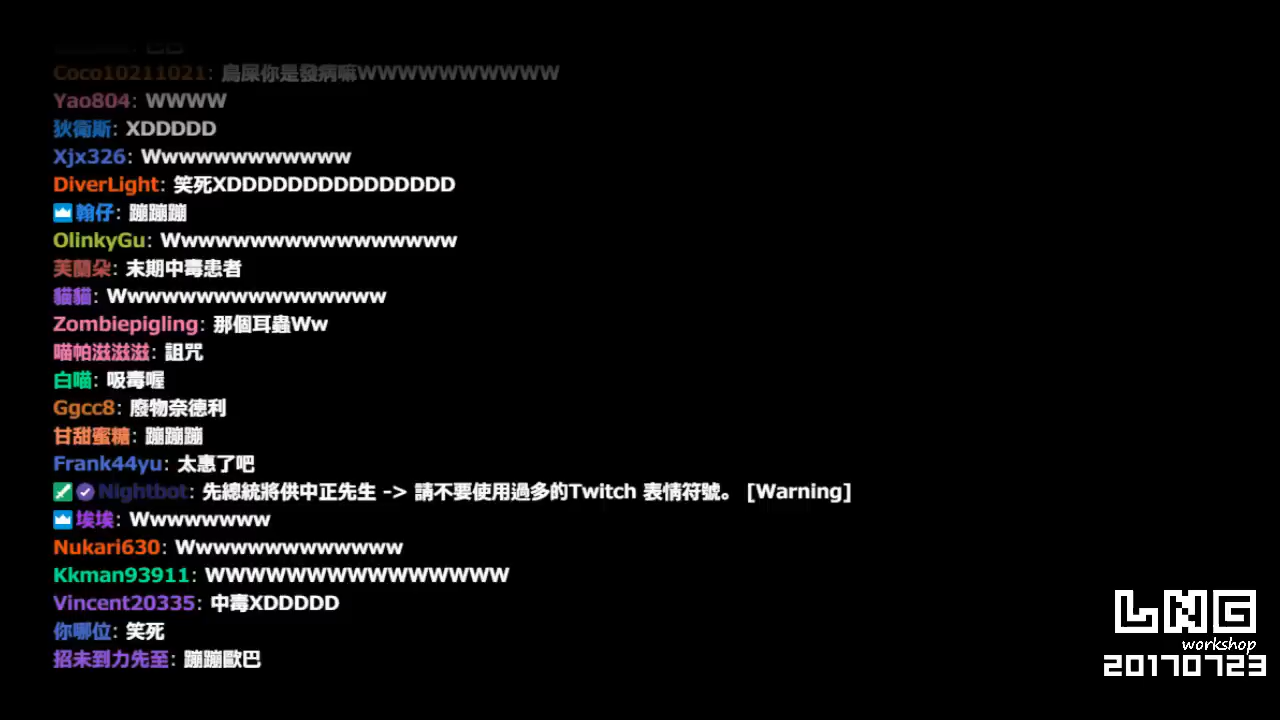 Coco10211021: 鳥屎你是發病嘛WWWWWWWWWWW
Yao804: WWWW
狄衛斯: XDDDDD
Xjx326: Wwwwwwwwwwwww
DiverLight: 笑死XDDDDDDDDDDDDDDD
翰仔: 蹦蹦蹦
OlinkyGu: Wwwwwwwwwwwwwwwwww
芙蘭朵: 末期中毒患者
貓貓: Wwwwwwwwwwwwwwwww
Zombiepigling: 那個耳蟲Ww
喵帕滋滋滋: 詛咒
白喵: 吸毒喔
Ggcc8: 廢物奈德利
甘甜蜜糖: 蹦蹦蹦
Frank44yu: 太惠了吧
Nightbot: 先總統將供中正先生 -> 請不要使用過多的Twitch 表情符號。 [Warning]
埃埃: Wwwwwwww
Nukari630: Wwwwwwwwwwwwww
Kkman93911: WWWWWWWWWWWWWWW
Vincent20335: 中毒XDDDDD
你哪位: 笑死
招未到力先至: 蹦蹦歐巴
LNG
workshop
20170723